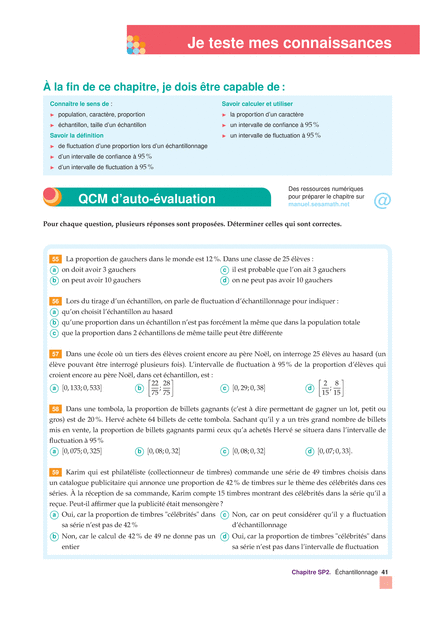 Je teste mes connaissances
À la fin de ce chapitre, je dois être capable de :
Connaître le sens de :
► population, caractère, proportion
► échantillon, taille d'un échantillon
Savoir la définition
► de fluctuation d'une proportion lors d'un échantillonnage
► d'un intervalle de confiance à 95 %
► d'un intervalle de fluctuation à 95 %
Savoir calculer et utiliser
► la proportion d'un caractère
► un intervalle de confiance à 95 %
► un intervalle de fluctuation à 95 %
QCM d'auto-évaluation
Des ressources numériques
pour préparer le chapitre sur
manuel.sesamath.net
@
Pour chaque question, plusieurs réponses sont proposées. Déterminer celles qui sont correctes.
55 La proportion de gauchers dans le monde est 12 %. Dans une classe de 25 élèves :
a on doit avoir 3 gauchers
b on peut avoir 10 gauchers
c il est probable que l'on ait 3 gauchers
d on ne peut pas avoir 10 gauchers
56 Lors du tirage d'un échantillon, on parle de fluctuation d'échantillonnage pour indiquer :
a qu'on choisit l'échantillon au hasard
b qu'une proportion dans un échantillon n'est pas forcément la même que dans la population totale
c que la proportion dans 2 échantillons de même taille peut être différente
57 Dans une école où un tiers des élèves croient encore au père Noël, on interroge 25 élèves au hasard (un
élève pouvant être interrogé plusieurs fois). L'intervalle de fluctuation à 95 % de la proportion d'élèves qui
croient encore au père Noël, dans cet échantillon, est :
a [0, 133; 0, 533] b [22/75; 28/75] c [0, 29; 0, 38] d [2/15; 8/15]
58 Dans une tombola, la proportion de billets gagnants (c'est à dire permettant de gagner un lot, petit ou
gros) est de 20 %. Hervé achète 64 billets de cette tombola. Sachant qu'il y a un très grand nombre de billets
mis en vente, la proportion de billets gagnants parmi ceux qu'a achetés Hervé se situera dans l'intervalle de
fluctuation à 95 %
a [0, 075; 0, 325] b [0, 08; 0, 32] c [0, 08; 0, 32] d [0, 07; 0, 33].
59 Karim qui est philatéliste (collectionneur de timbres) commande une série de 49 timbres choisis dans
un catalogue publicitaire qui annonce une proportion de 42 % de timbres sur le thème des célébrités dans ces
séries. À la réception de sa commande, Karim compte 15 timbres montrant des célébrités dans la série qu'il a
reçue. Peut-il affirmer que la publicité était mensongère ?
a Oui, car la proportion de timbres "célébrités" dans
sa série n'est pas de 42 %
b Non, car le calcul de 42 % de 49 ne donne pas un
entier
c Non, car on peut considérer qu'il y a fluctuation
d'échantillonnage
d Oui, car la proportion de timbres "célébrités" dans
sa série n'est pas dans l'intervalle de fluctuation
Chapitre SP2. Échantillonnage 41